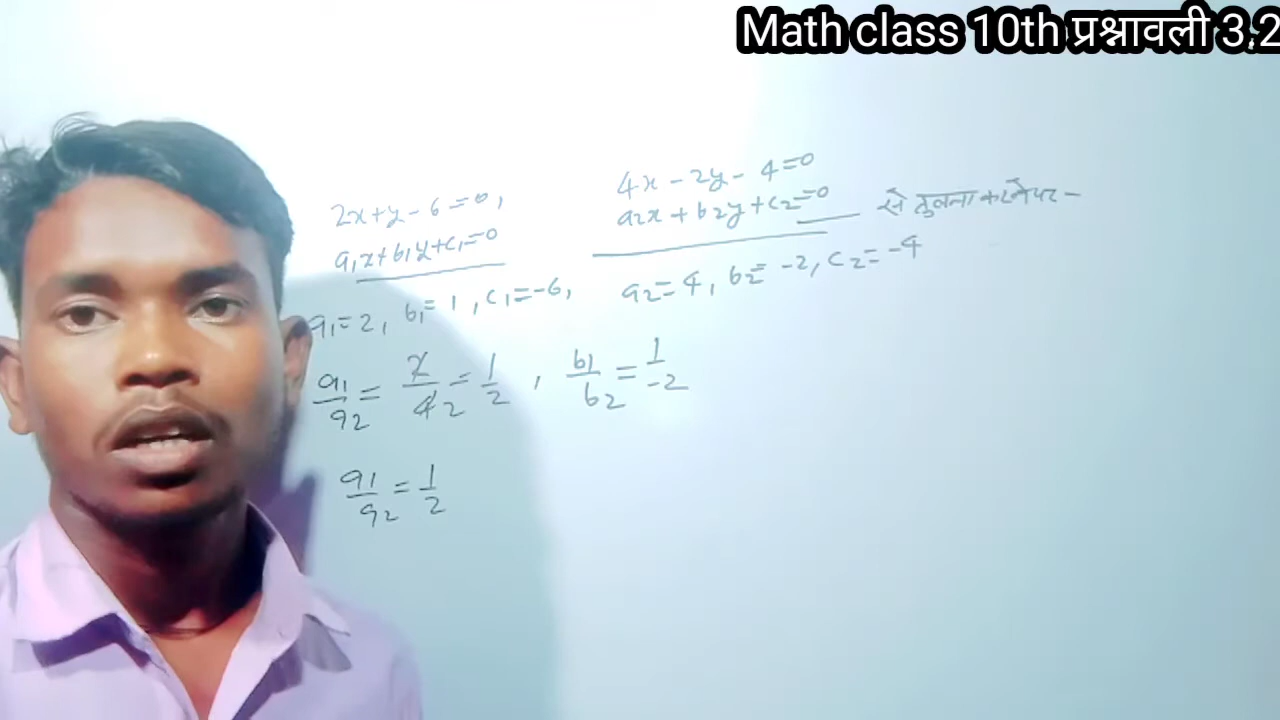 Math class 10th प्रश्नावली 3,2
2x+y-6=0, 4x-2y-4=0
a₁x+b₁y+c₁=0 a₂x+b₂y+c₂=0 से तुलना करने पर-
a₁=2, b₁=1, c₁=-6, a₂=4, b₂=-2, c₂=-4
a₁/a₂ = 2/4 2 = 1/2, b₁/b₂ = 1/-2
a₁/a₂ = 1/2